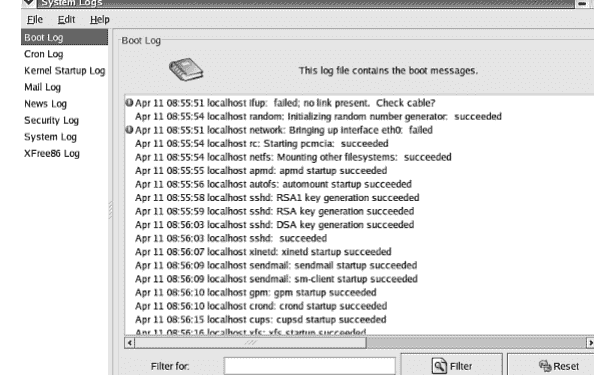 System Logs
File Edit Help
Boot Log
Cron Log
Kernel Startup Log
Mail Log
News Log
Security Log
System Log
XFree86 Log
Boot Log
This log file contains the boot messages.
Apr 11 08:55:51 localhost ifup: failed; no link present. Check cable?
Apr 11 08:55:54 localhost random: Initializing random number generator: succeeded
Apr 11 08:55:51 localhost network: Bringing up interface eth0: failed
Apr 11 08:55:54 localhost rc: Starting pcmcia: succeeded
Apr 11 08:55:54 localhost netfs: Mounting other filesystems: succeeded
Apr 11 08:55:55 localhost apmd: apmd startup succeeded
Apr 11 08:55:56 localhost autofs: automount startup succeeded
Apr 11 08:55:58 localhost sshd: RSA1 key generation succeeded
Apr 11 08:55:59 localhost sshd: RSA key generation succeeded
Apr 11 08:56:03 localhost sshd: DSA key generation succeeded
Apr 11 08:56:03 localhost sshd: succeeded
Apr 11 08:56:07 localhost xinetd: xinetd startup succeeded
Apr 11 08:56:09 localhost sendmail: sendmail startup succeeded
Apr 11 08:56:09 localhost sendmail: sm-client startup succeeded
Apr 11 08:56:10 localhost gpm: gpm startup succeeded
Apr 11 08:56:10 localhost crond: crond startup succeeded
Apr 11 08:56:15 localhost cups: cupsd startup succeeded
Apr 11 08:56:16 localhost xfs: xfs startup succeeded
Filter for:
Filter
Reset